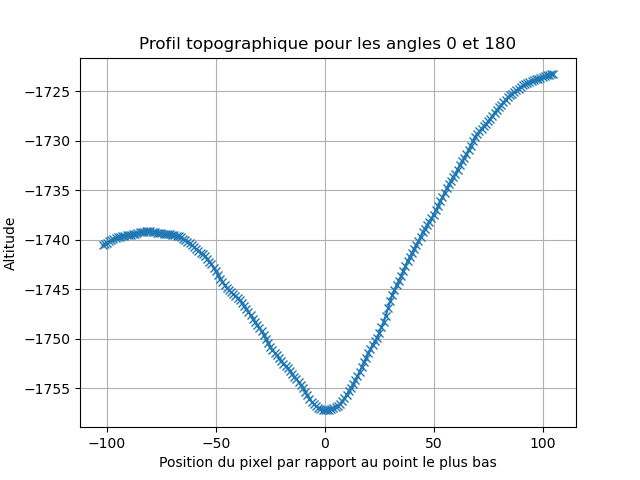 Profil topographique pour les angles 0 et 180
−1725
−1730
−1735
−1740
−1745
−1750
−1755
Altitude
−100 −50 0 50 100
Position du pixel par rapport au point le plus bas